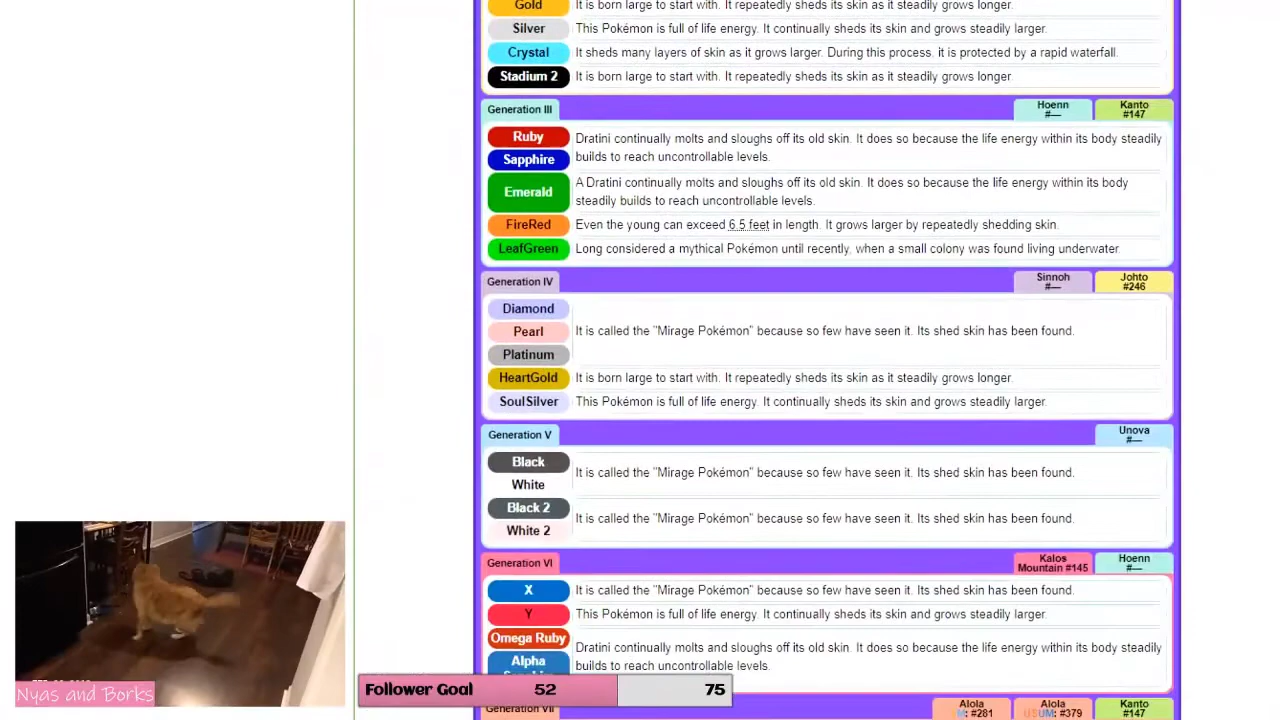 Gold It is born large to start with. It repeatedly sheds its skin as it steadily grows longer.
Silver This Pokémon is full of life energy. It continually sheds its skin and grows steadily larger.
Crystal It sheds many layers of skin as it grows larger. During this process, it is protected by a rapid waterfall.
Stadium 2 It is born large to start with. It repeatedly sheds its skin as it steadily grows longer
Generation III
Hoenn
#—
Kanto
#147
Ruby
Sapphire
Dratini continually molts and sloughs off its old skin. It does so because the life energy within its body steadily
builds to reach uncontrollable levels.
Emerald
A Dratini continually molts and sloughs off its old skin. It does so because the life energy within its body
steadily builds to reach uncontrollable levels.
FireRed Even the young can exceed 6.5 feet in length. It grows larger by repeatedly shedding skin.
LeafGreen Long considered a mythical Pokémon until recently, when a small colony was found living underwater.
Generation IV
Sinnoh
#—
Johto
#246
Diamond
Pearl
Platinum
It is called the "Mirage Pokémon" because so few have seen it. Its shed skin has been found.
HeartGold It is born large to start with. It repeatedly sheds its skin as it steadily grows longer.
SoulSilver This Pokémon is full of life energy. It continually sheds its skin and grows steadily larger.
Generation V
Unova
#—
Black
White
It is called the "Mirage Pokémon" because so few have seen it. Its shed skin has been found.
Black 2
White 2
It is called the "Mirage Pokémon" because so few have seen it. Its shed skin has been found.
Generation VI
Kalos
Mountain #145
Hoenn
#—
X It is called the "Mirage Pokémon" because so few have seen it. Its shed skin has been found.
Y This Pokémon is full of life energy. It continually sheds its skin and grows steadily larger.
Omega Ruby
Alpha
Dratini continually molts and sloughs off its old skin. It does so because the life energy within its body steadily
builds to reach uncontrollable levels.
Generation VII
Alola
M: #281
Alola
USUM: #379
Kanto
#147
Nyas and Borks
Follower Goal 52 75